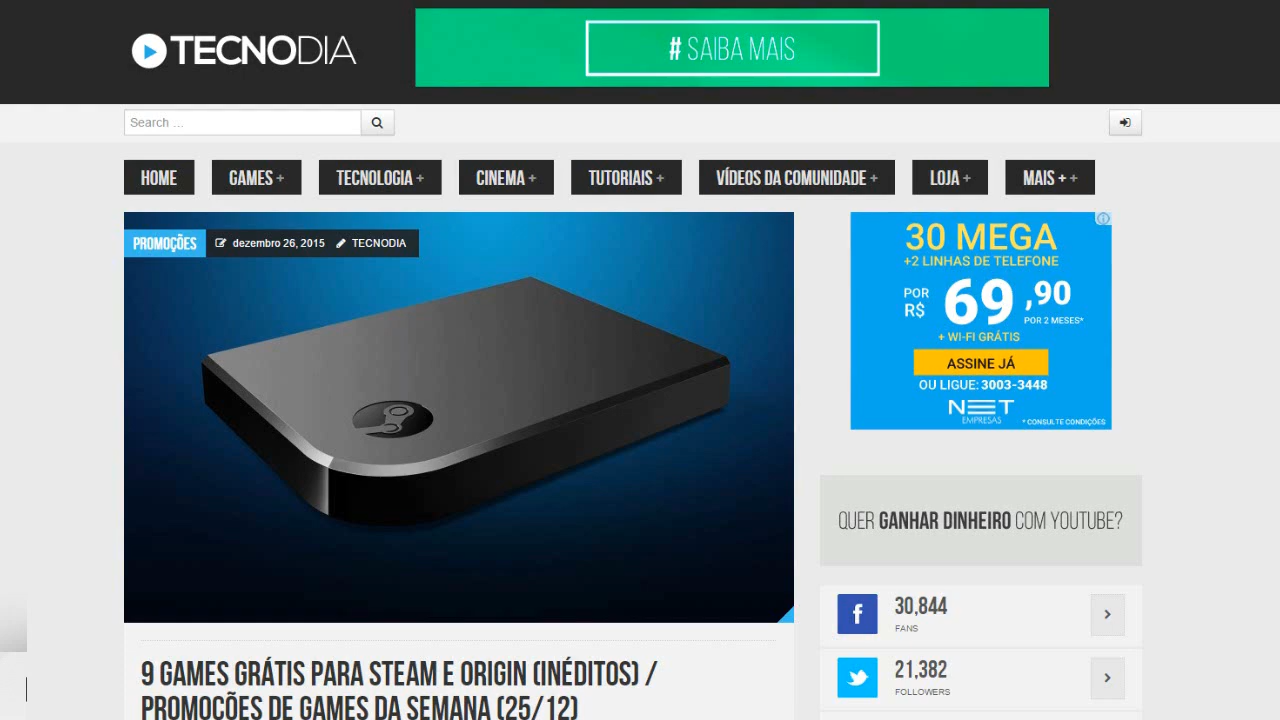 TECNODIA
# SAIBA MAIS
Search ...
HOME
GAMES +
TECNOLOGIA +
CINEMA +
TUTORIAIS +
VÍDEOS DA COMUNIDADE +
LOJA +
MAIS + +
PROMOÇÕES
dezembro 26, 2015
TECNODIA
9 GAMES GRÁTIS PARA STEAM E ORIGIN (INÉDITOS) /
PROMOÇÕES DE GAMES DA SEMANA (25/12)
30 MEGA
+2 LINHAS DE TELEFONE
POR
R$
69,90
POR 2 MESES*
+ WI-FI GRÁTIS
ASSINE JÁ
OU LIGUE: 3003-3448
NET
EMPRESAS
* CONSULTE CONDIÇÕES
QUER GANHAR DINHEIRO COM YOUTUBE?
30,844
FANS
21,382
FOLLOWERS